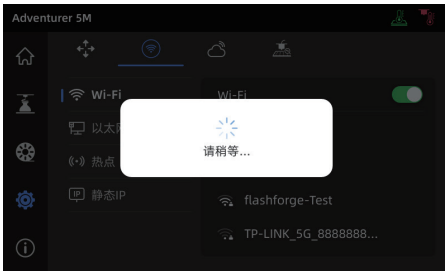 Adventurer 5M
Wi-Fi
Wi-Fi
以太
请稍等...
热点
IP 静态IP
flashforge-Test
TP-LINK_5G_8888888...